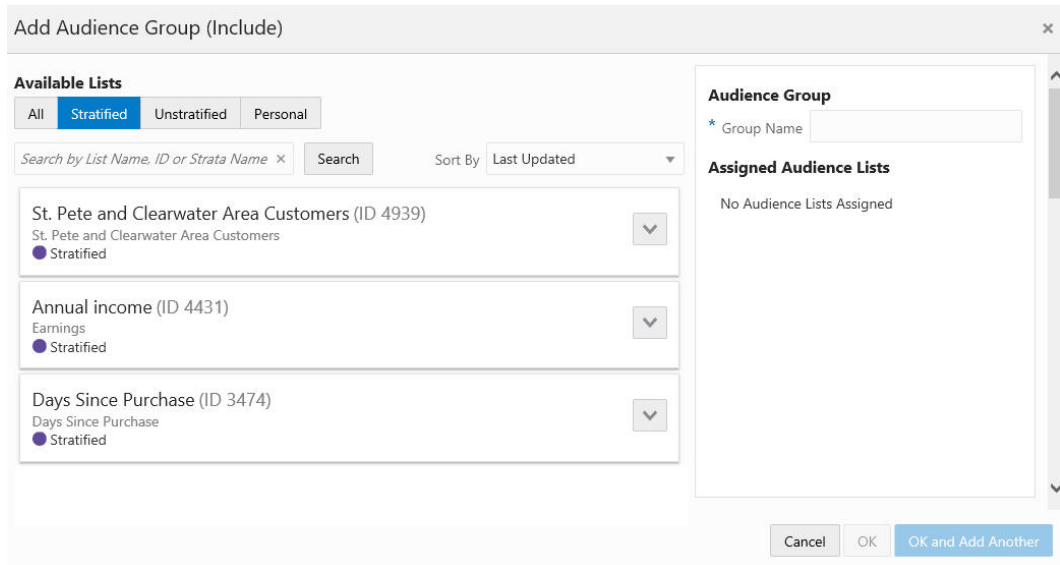 Add Audience Group (Include)
×
Available Lists
All Stratified Unstratified Personal
Search by List Name, ID or Strata Name × Search Sort By Last Updated
St. Pete and Clearwater Area Customers (ID 4939)
St. Pete and Clearwater Area Customers
Stratified
Annual income (ID 4431)
Earnings
Stratified
Days Since Purchase (ID 3474)
Days Since Purchase
Stratified
Audience Group
* Group Name
Assigned Audience Lists
No Audience Lists Assigned
Cancel OK OK and Add Another